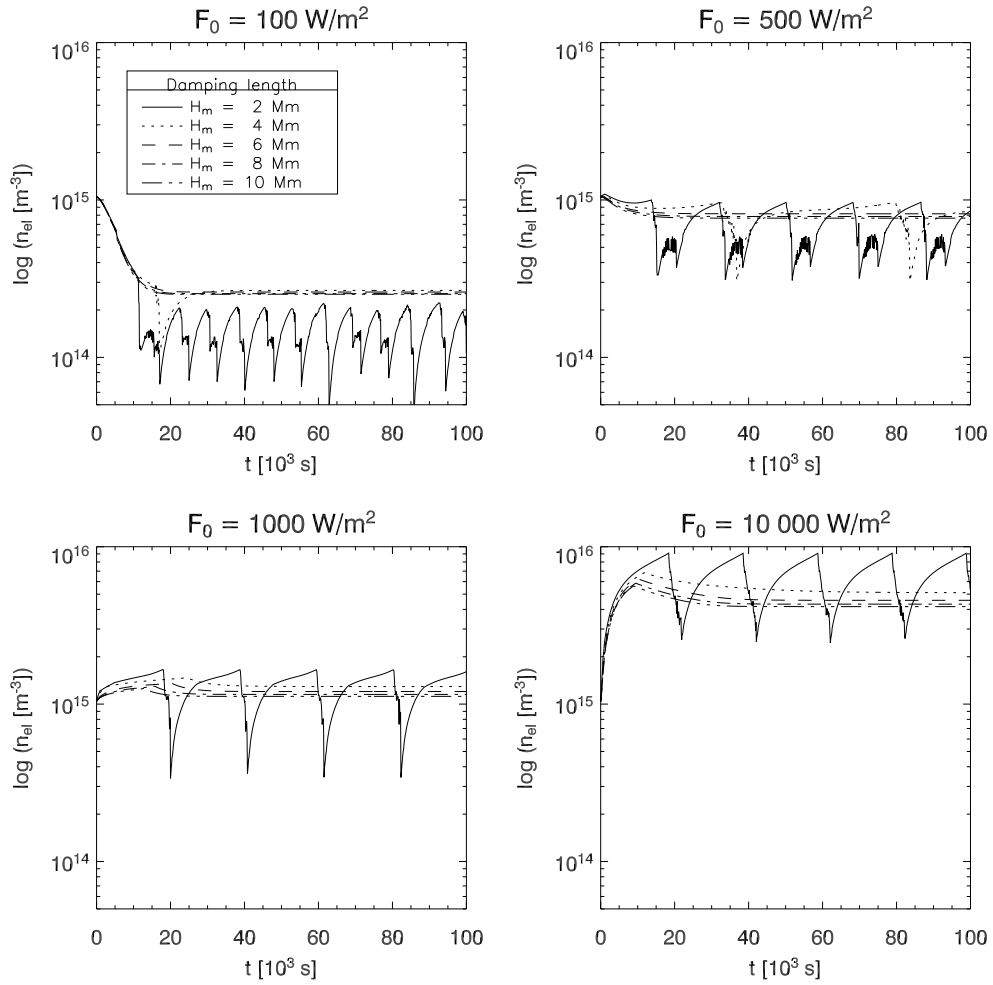 F₀ = 100 W/m²
10¹⁶
10¹⁵
10¹⁴
log (nₑₗ [m⁻³])
Damping length
Hₘ = 2 Mm
Hₘ = 4 Mm
Hₘ = 6 Mm
Hₘ = 8 Mm
Hₘ = 10 Mm
0 20 40 60 80 100
t [10³ s]
F₀ = 500 W/m²
10¹⁶
10¹⁵
10¹⁴
log (nₑₗ [m⁻³])
0 20 40 60 80 100
t [10³ s]
F₀ = 1000 W/m²
10¹⁶
10¹⁵
10¹⁴
log (nₑₗ [m⁻³])
0 20 40 60 80 100
t [10³ s]
F₀ = 10 000 W/m²
10¹⁶
10¹⁵
10¹⁴
log (nₑₗ [m⁻³])
0 20 40 60 80 100
t [10³ s]